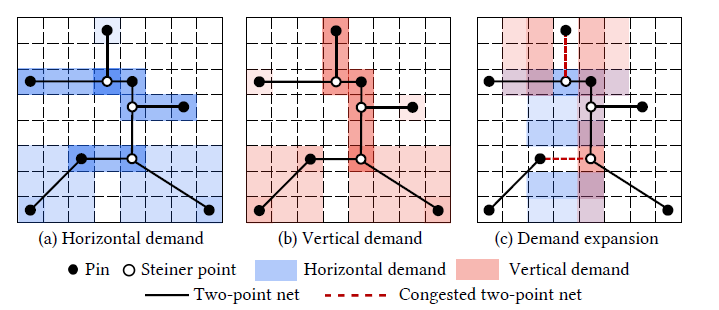 (a) Horizontal demand (b) Vertical demand (c) Demand expansion
Pin Steiner point Horizontal demand Vertical demand
Two-point net Congested two-point net